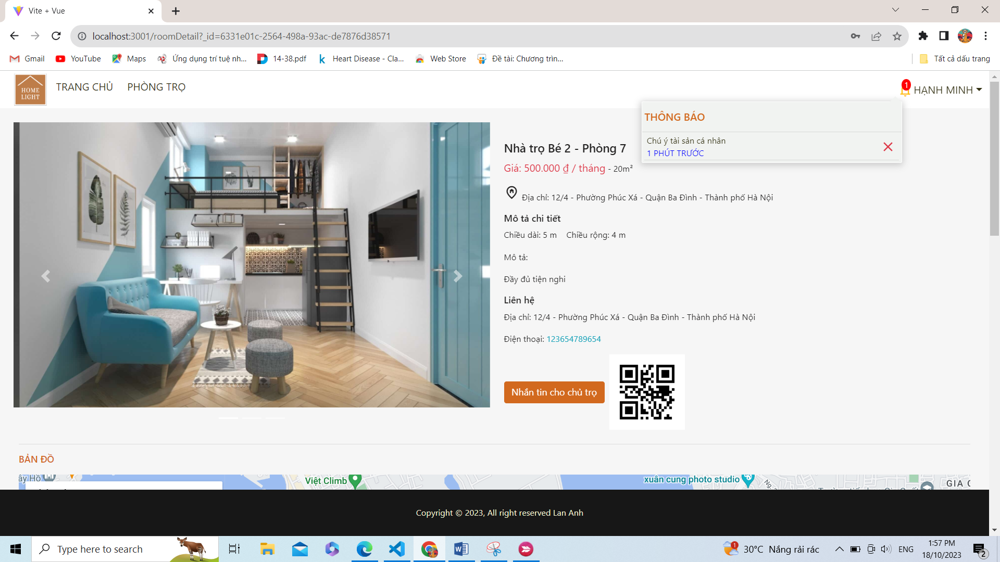 Vite + Vue
localhost:3001/roomDetail?_id=6331e01c-2564-498a-93ac-de7876d38571
Gmail YouTube Maps Ứng dụng trí tuệ nh... 14-38.pdf Heart Disease - Cla... Web Store Đề tài: Chương trìn... Tất cả dấu trang
HOME
LIGHT
TRANG CHỦ PHÒNG TRỌ 1 HẠNH MINH
THÔNG BÁO
Chú ý tài sản cá nhân
1 PHÚT TRƯỚC
Nhà trọ Bé 2 - Phòng 7
Giá: 500.000 ₫ / tháng - 20m²
Địa chỉ: 12/4 - Phường Phúc Xá - Quận Ba Đình - Thành phố Hà Nội
Mô tả chi tiết
Chiều dài: 5 m Chiều rộng: 4 m
Mô tả:
Đầy đủ tiện nghi
Liên hệ
Địa chỉ: 12/4 - Phường Phúc Xá - Quận Ba Đình - Thành phố Hà Nội
Điện thoại: 123654789654
Nhắn tin cho chủ trọ
BẢN ĐỒ
ây Hồ
Việt Climb
xuân cung photo studio
Ng.
GIA
Copyright © 2023, All right reserved Lan Anh
Type here to search
1
30°C Nắng rải rác
ENG
1:57 PM
18/10/2023
2